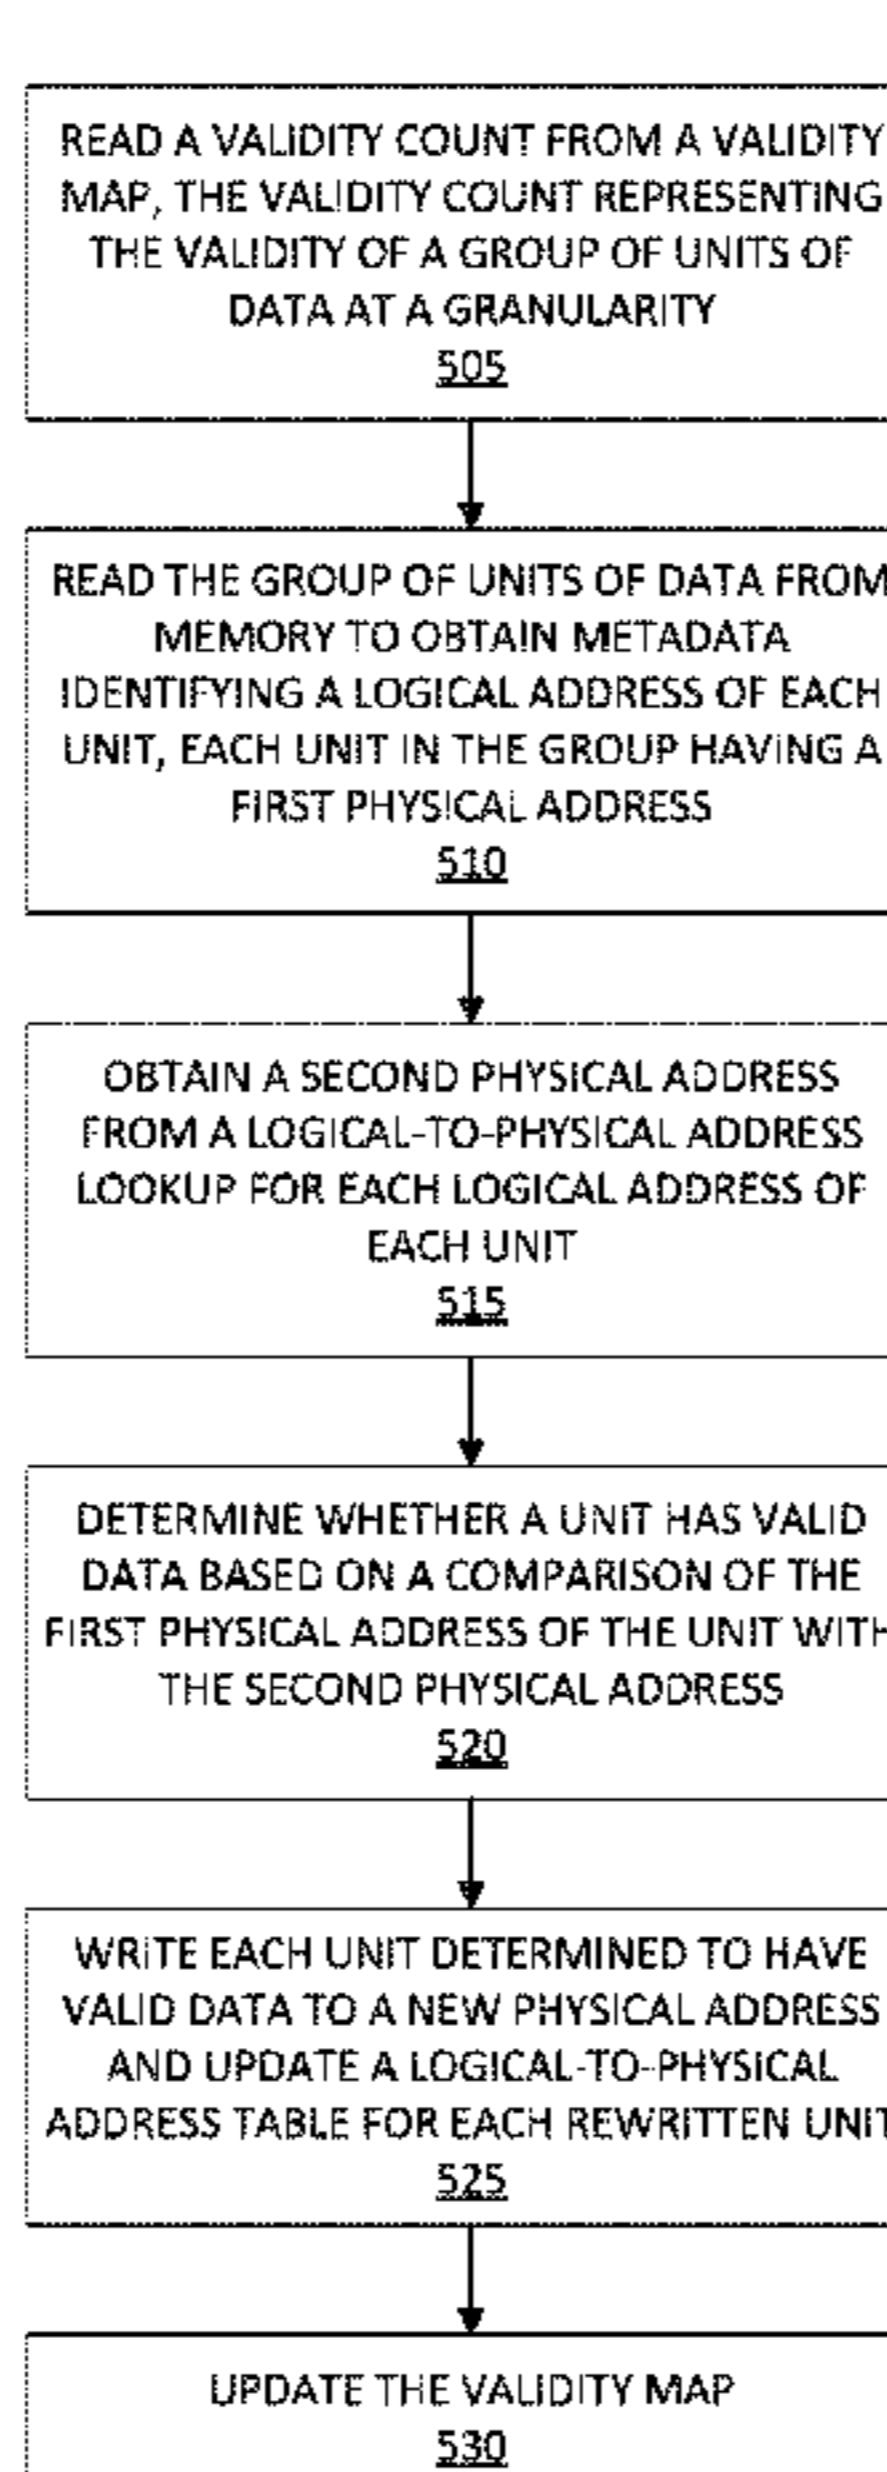 READ A VALIDITY COUNT FROM A VALIDITY
MAP, THE VALIDITY COUNT REPRESENTING
THE VALIDITY OF A GROUP OF UNITS OF
DATA AT A GRANULARITY
505
READ THE GROUP OF UNITS OF DATA FROM
MEMORY TO OBTAIN METADATA
IDENTIFYING A LOGICAL ADDRESS OF EACH
UNIT, EACH UNIT IN THE GROUP HAVING A
FIRST PHYSICAL ADDRESS
510
OBTAIN A SECOND PHYSICAL ADDRESS
FROM A LOGICAL-TO-PHYSICAL ADDRESS
LOOKUP FOR EACH LOGICAL ADDRESS OF
EACH UNIT
515
DETERMINE WHETHER A UNIT HAS VALID
DATA BASED ON A COMPARISON OF THE
FIRST PHYSICAL ADDRESS OF THE UNIT WITH
THE SECOND PHYSICAL ADDRESS
520
WRITE EACH UNIT DETERMINED TO HAVE
VALID DATA TO A NEW PHYSICAL ADDRESS
AND UPDATE A LOGICAL-TO-PHYSICAL
ADDRESS TABLE FOR EACH REWRITTEN UNIT
525
UPDATE THE VALIDITY MAP
530